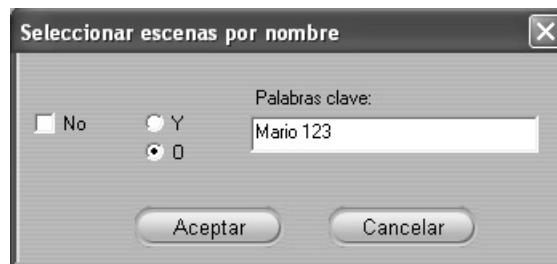 Seleccionar escenas por nombre
Palabras clave:
No
Y
Mario 123
O
Aceptar
Cancelar